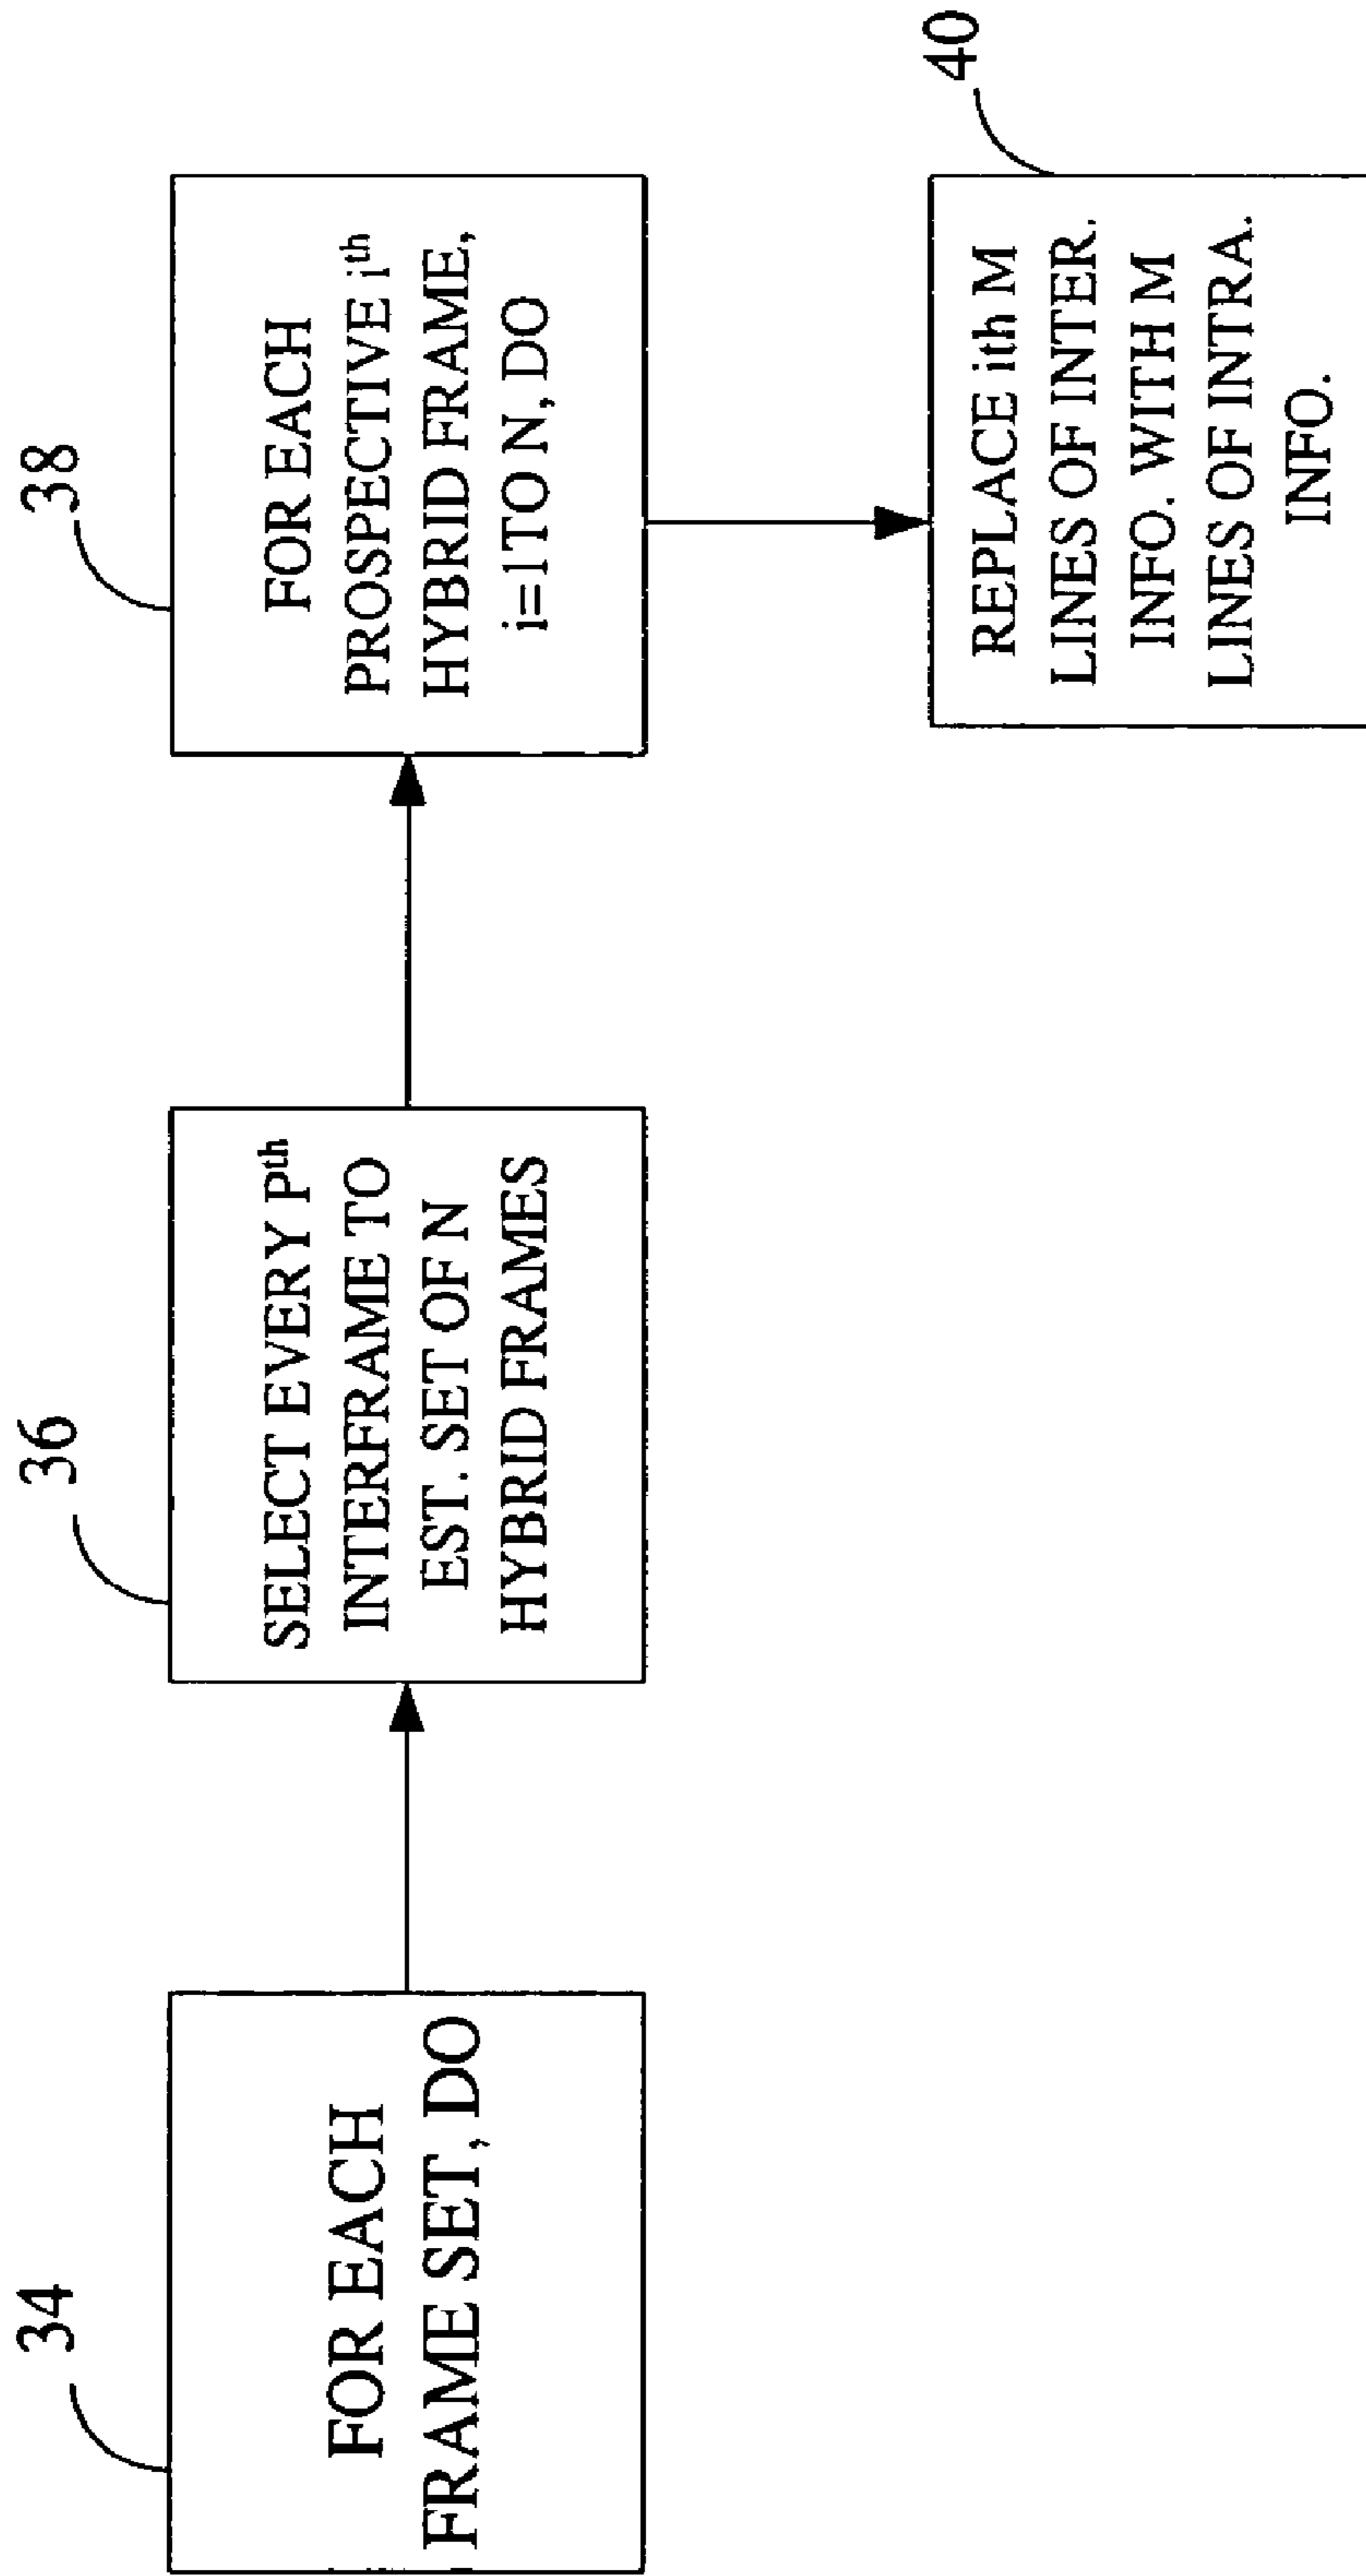 34
FOR EACH
FRAME SET, DO
36
SELECT EVERY Pth
INTERFRAME TO
EST. SET OF N
HYBRID FRAMES
38
FOR EACH
PROSPECTIVE ith
HYBRID FRAME,
i=1TO N, DO
40
REPLACE ith M
LINES OF INTER.
INFO. WITH M
LINES OF INTRA.
INFO.